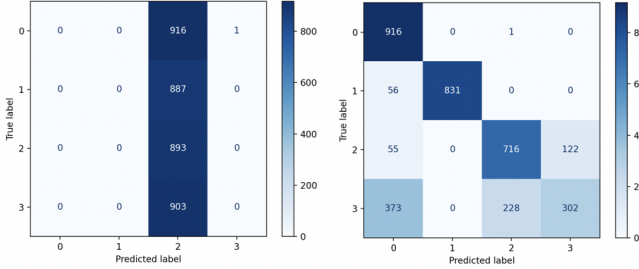 0 0 0 916 1
1 0 0 887 0
2 0 0 893 0
3 0 0 903 0
0 1 2 3
True label
Predicted label
800
600
400
200
0
0 916 0 1 0
1 56 831 0 0
2 55 0 716 122
3 373 0 228 302
0 1 2 3
True label
Predicted label
8
6
4
2
0